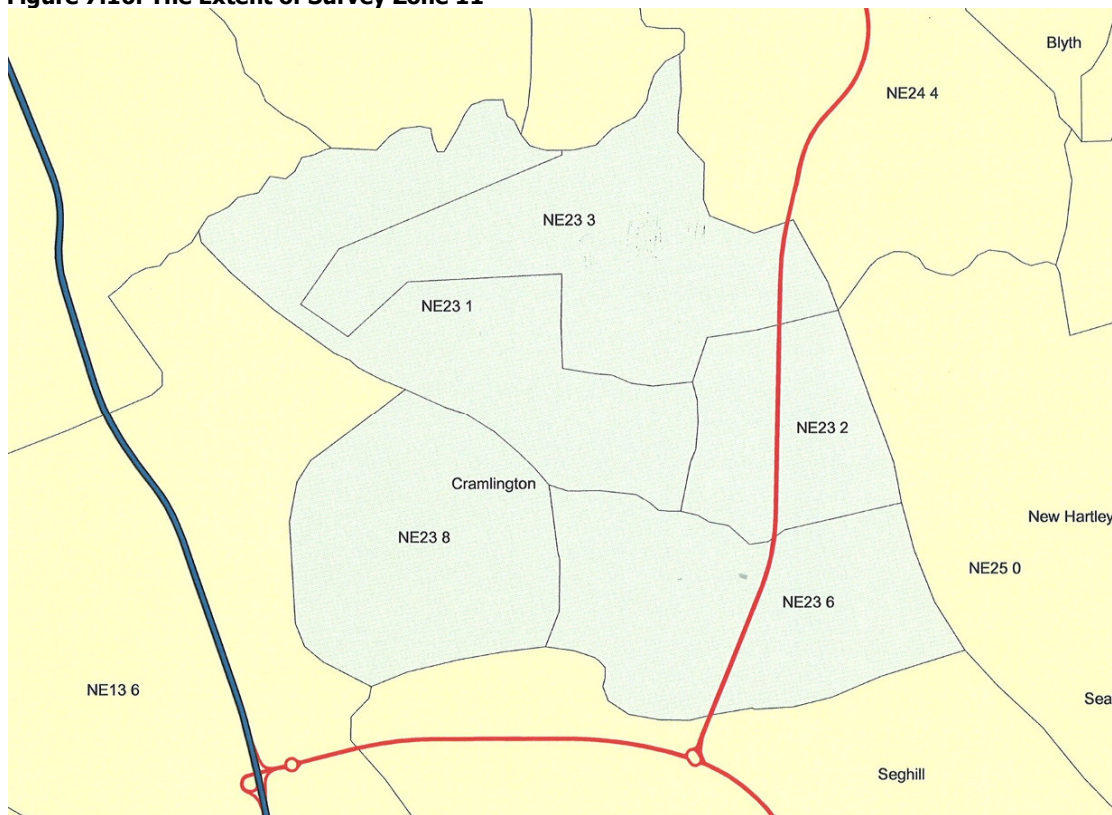 Figure 7.10: The Extent of Survey Zone 11
Blyth
NE24 4
NE23 3
NE23 1
NE23 2
Cramlington
New Hartley
NE23 8
NE25 0
NE23 6
NE13 6
Sea
Seghill